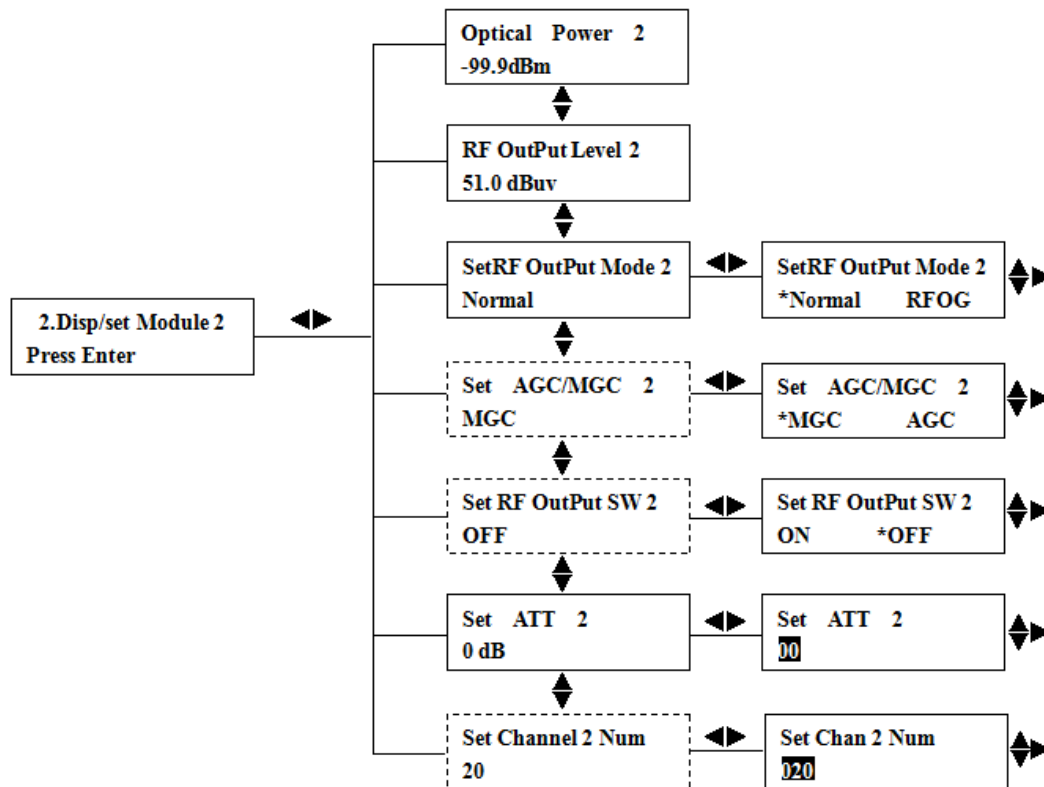 Optical Power 2
-99.9dBm
RF OutPut Level 2
51.0 dBuv
SetRF OutPut Mode 2
Normal
SetRF OutPut Mode 2
*Normal RFOG
2.Disp/set Module 2
Press Enter
Set AGC/MGC 2
MGC
Set AGC/MGC 2
*MGC AGC
Set RF OutPut SW 2
OFF
Set RF OutPut SW 2
ON *OFF
Set ATT 2
0 dB
Set ATT 2
00
Set Channel 2 Num
20
Set Chan 2 Num
020